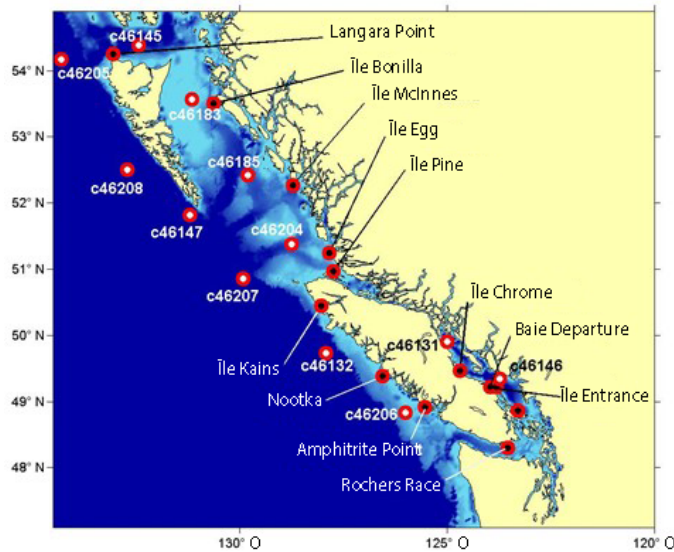 c46145
Langara Point
54° N
c46205
Île Bonilla
Île McInnes
53° N
c46183
Île Egg
c46185
Île Pine
c46208
52° N
c46147
c46204
51° N
c46207
Île Chrome
50° N
c46131
Baie Departure
Île Kains
c46132
c46146
Nootka
Île Entrance
49° N
c46206
Amphitrite Point
48° N
Rochers Race
130° O
125° O
120° O